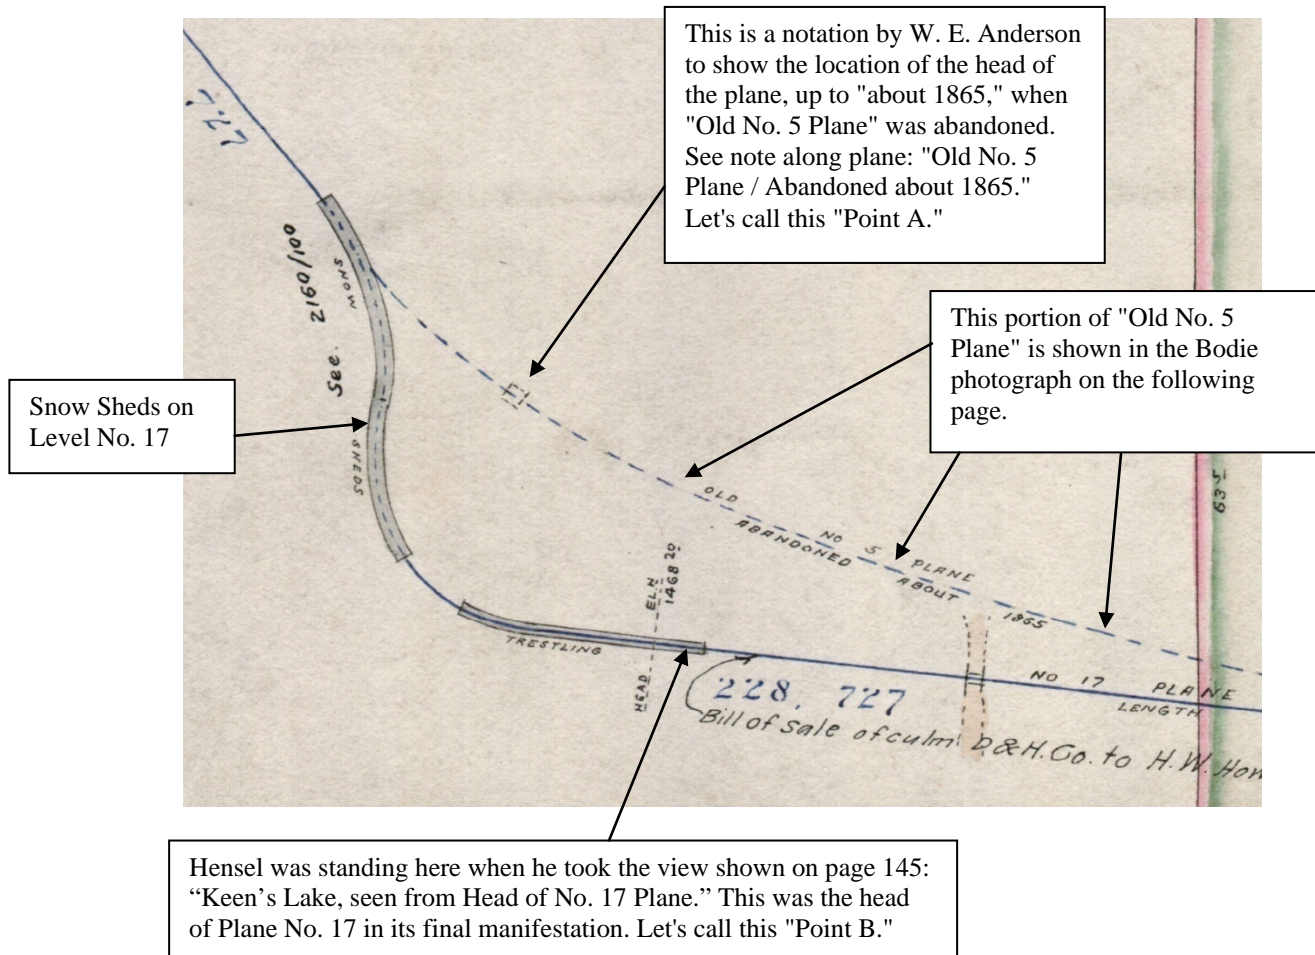 This is a notation by W. E. Anderson
to show the location of the head of
the plane, up to "about 1865," when
"Old No. 5 Plane" was abandoned.
See note along plane: "Old No. 5
Plane / Abandoned about 1865."
Let's call this "Point A."
This portion of "Old No. 5
Plane" is shown in the Bodie
photograph on the following
page.
Snow Sheds on
Level No. 17
727
See. 2160/100
SNOW
SHEDS
OLD NO 5 PLANE
ABANDONED ABOUT 1865
635
HEAD EL.N 1468 20
TRESTLING
NO 17 PLANE
LENGTH
228, 727
Bill of sale of culm D&H.Co. to H.W. How
Hensel was standing here when he took the view shown on page 145:
“Keen’s Lake, seen from Head of No. 17 Plane.” This was the head
of Plane No. 17 in its final manifestation. Let's call this "Point B."